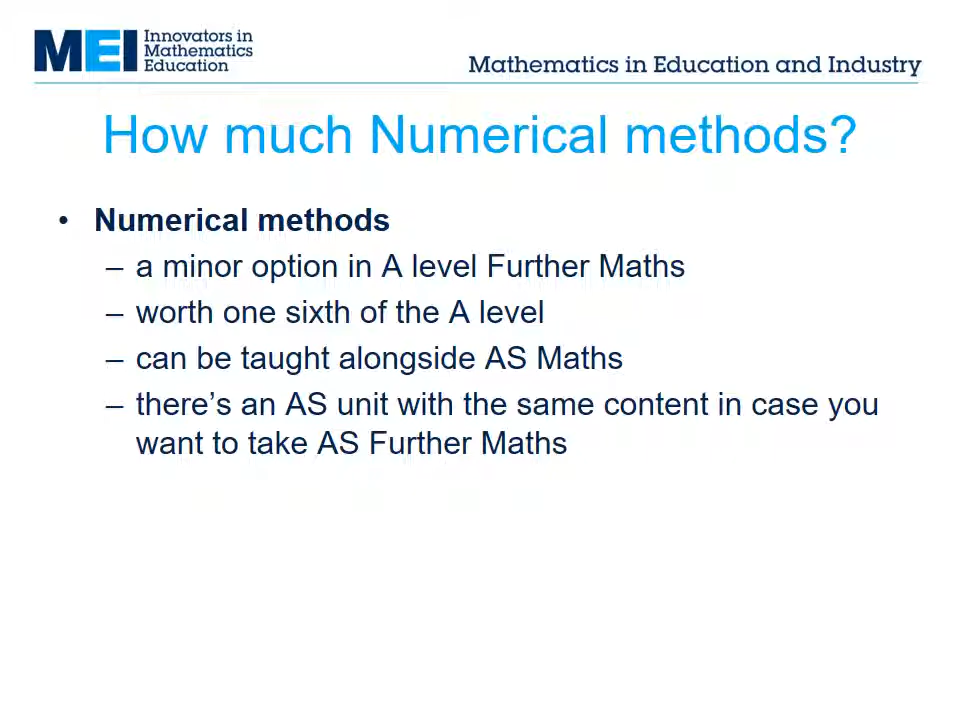 MEI
Innovators in
Mathematics
Education
Mathematics in Education and Industry
How much Numerical methods?
• Numerical methods
– a minor option in A level Further Maths
– worth one sixth of the A level
– can be taught alongside AS Maths
– there’s an AS unit with the same content in case you
want to take AS Further Maths